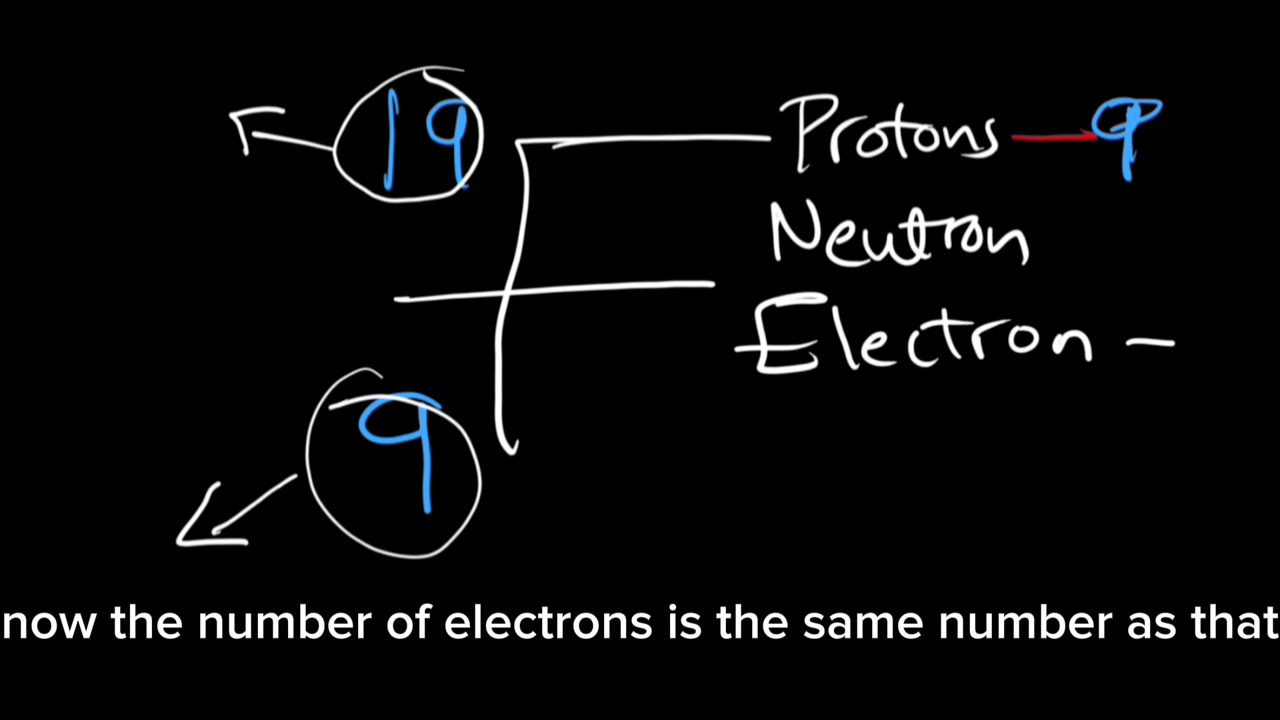 19
Protons 9
Neutron
Electron –
9
now the number of electrons is the same number as that